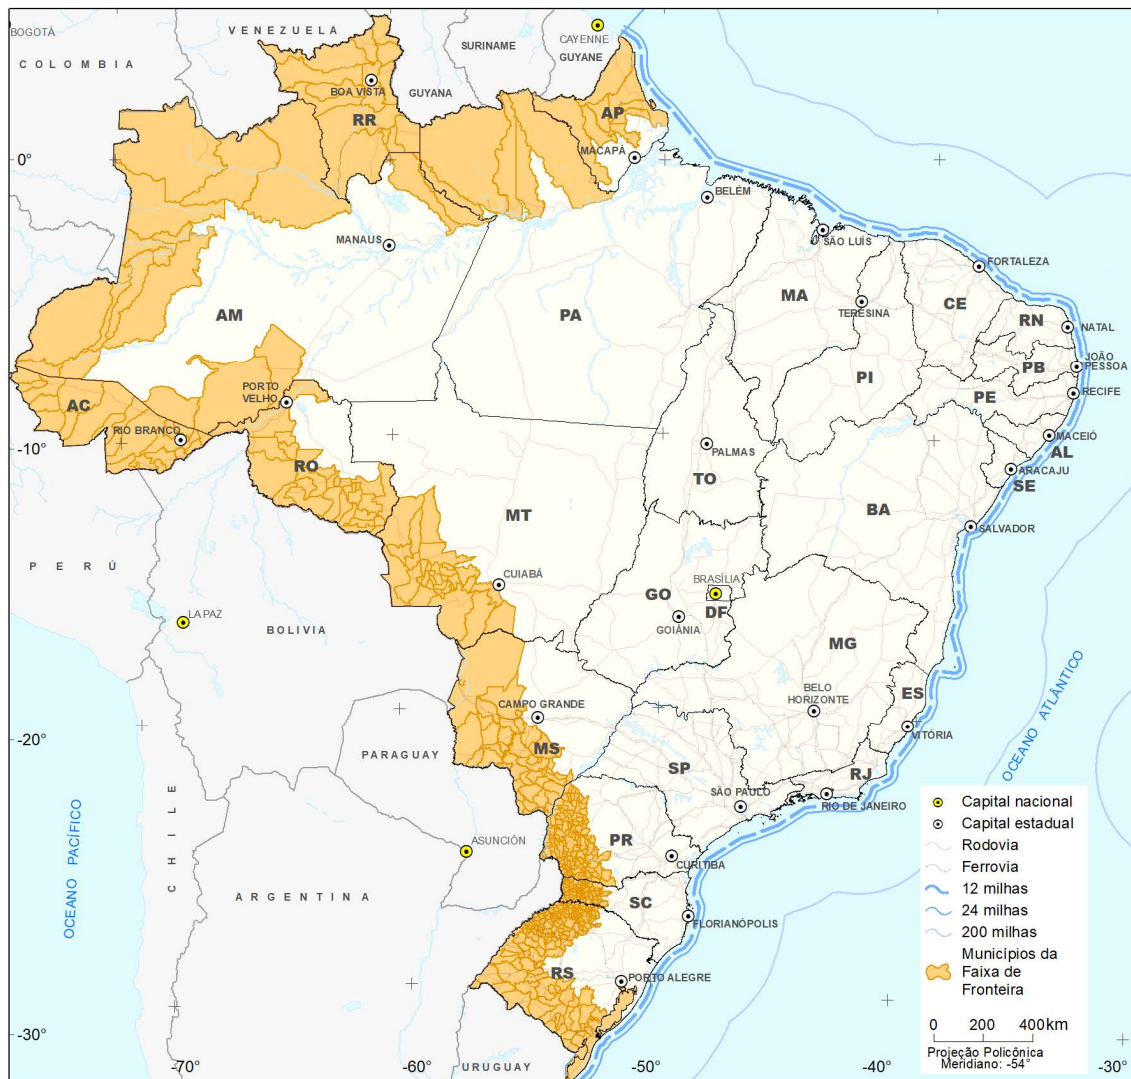 BOGOTÁ
VENEZUELA
COLOMBIA
SURINAME
CAYENNE
GUYANE
GUYANA
BOA VISTA
RR
AP
MACAPÁ
0°
BELÉM
MANAUS
SÃO LUÍS
FORTALEZA
AM
PA
MA
TERESINA
CE
RN
NATAL
JOÃO
PESSOA
PB
PI
PE
RECIFE
PORTO
VELHO
AC
RIO BRANCO
-10°
RO
PALMAS
TO
MACEIÓ
AL
ARACAJU
SE
BA
SALVADOR
MT
PERÚ
CUIABÁ
BRASÍLIA
GO
DF
GOIÂNIA
LA PAZ
BOLIVIA
MG
BELO
HORIZONTE
ES
VITÓRIA
CAMPO GRANDE
MS
-20°
PARAGUAY
SP
SÃO PAULO
RJ
RIO DE JANEIRO
OCEANO ATLÂNTICO
OCEANO PACÍFICO
CHILE
ASUNCIÓN
PR
CURITIBA
ARGENTINA
SC
FLORIANÓPOLIS
RS
PORTO ALEGRE
-30°
URUGUAY
-70°
-60°
-50°
-40°
-30°
Capital nacional
Capital estadual
Rodovia
Ferrovia
12 milhas
24 milhas
200 milhas
Municípios da
Faixa de
Fronteira
0 200 400 km
Projeção Policônica
Meridiano: -54°